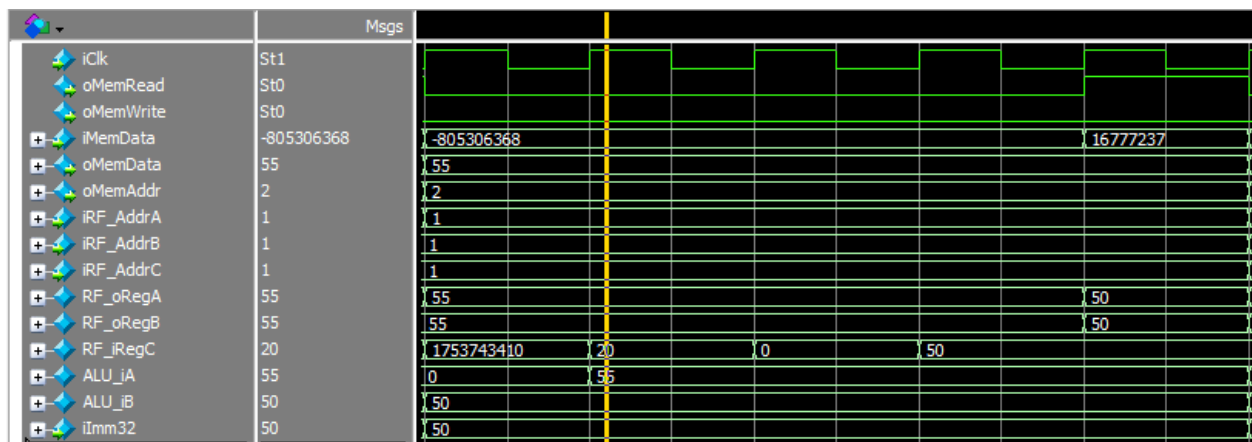 Msgs
iClk St1
oMemRead St0
oMemWrite St0
iMemData -805306368 -805306368 16777237
oMemData 55 55
oMemAddr 2 2
iRF_AddrA 1 1
iRF_AddrB 1 1
iRF_AddrC 1 1
RF_oRegA 55 55 50
RF_oRegB 55 55 50
RF_iRegC 20 1753743410 20 0 50
ALU_iA 55 0 55
ALU_iB 50 50
iImm32 50 50